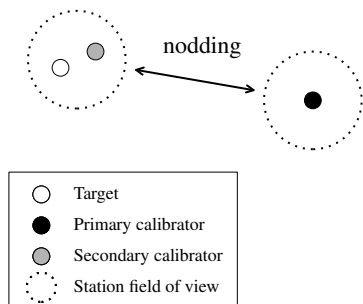 nodding
Target
Primary calibrator
Secondary calibrator
Station field of view